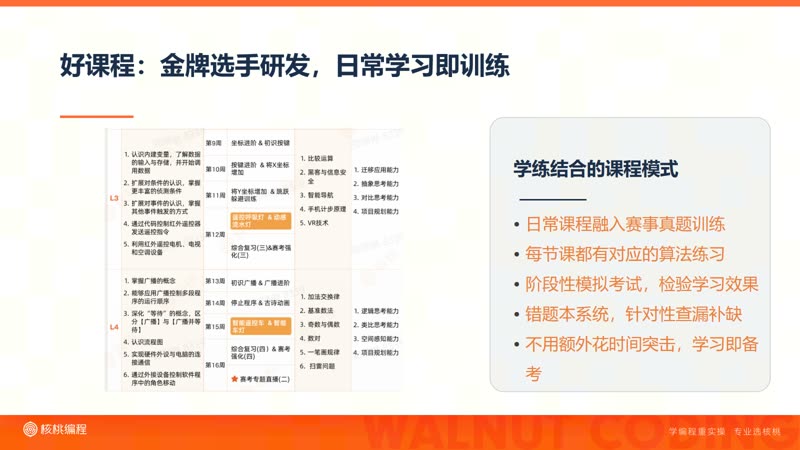 好课程：金牌选手研发，日常学习即训练
L3
1. 认识内建变量，了解数据
的输入与存储，并开始调
用数据
2. 扩展对条件的认识，掌握
更丰富的侦测条件
3. 扩展对事件的认识，掌握
其他事件触发的方式
4. 通过代码控制红外遥控器
发送遥控指令
5. 利用红外遥控电机、电视
和空调设备
第9周
坐标进阶 & 初识按键
第10周
按键进阶 & 将X坐标
增加
第11周
将Y坐标增加 & 跳跃
躲避训练
遥控呼吸灯 & 动感
流水灯
第12周
综合复习(三)&赛考强
化(三)
1. 比较运算
2. 黑客与信息安
全
3. 智能导航
4. 手机计步原理
5. VR技术
1. 迁移应用能力
2. 抽象思考能力
3. 对比思考能力
4. 项目规划能力
L4
1. 掌握广播的概念
2. 能够应用广播控制多段程
序的运行顺序
3. 深化“等待”的概念、区
分【广播】与【广播并等
待】
4. 认识流程图
5. 实现硬件外设与电脑的连
接通信
6. 通过外接设备控制软件程
序中的角色移动
第13周
初识广播 & 广播进阶
第14周
停止程序 & 古诗动画
第15周
智能遥控车 & 智能
车灯
综合复习(四) & 赛考
强化(四)
第16周
赛考专题直播(二)
1. 加法交换律
2. 基准数法
3. 奇数与偶数
4. 数对
5. 一笔画规律
6. 扫雷问题
1. 逻辑思考能力
2. 类比思考能力
3. 空间感知能力
4. 项目规划能力
学练结合的课程模式
• 日常课程融入赛事真题训练
• 每节课都有对应的算法练习
• 阶段性模拟考试，检验学习效果
• 错题本系统，针对性查漏补缺
• 不用额外花时间突击，学习即备
考
核桃编程
WALNUT CODING
学编程重实操 专业选核桃